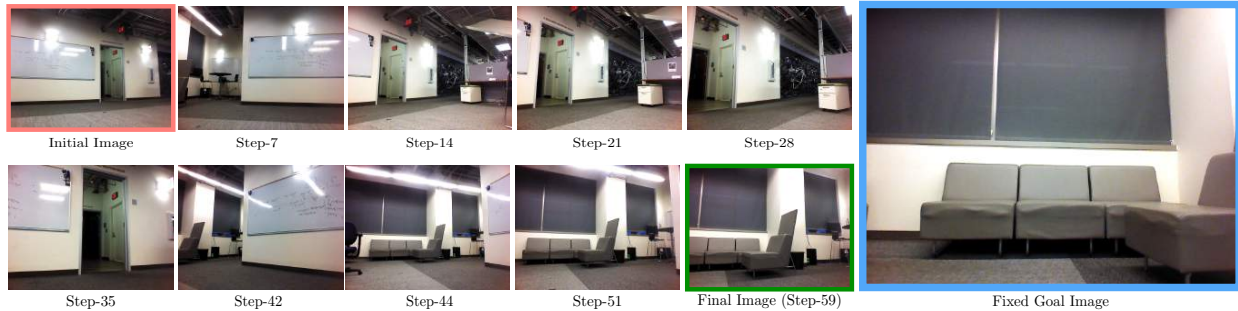 Initial Image
Step-7
Step-14
Step-21
Step-28
Step-35
Step-42
Step-44
Step-51
Final Image (Step-59)
Fixed Goal Image